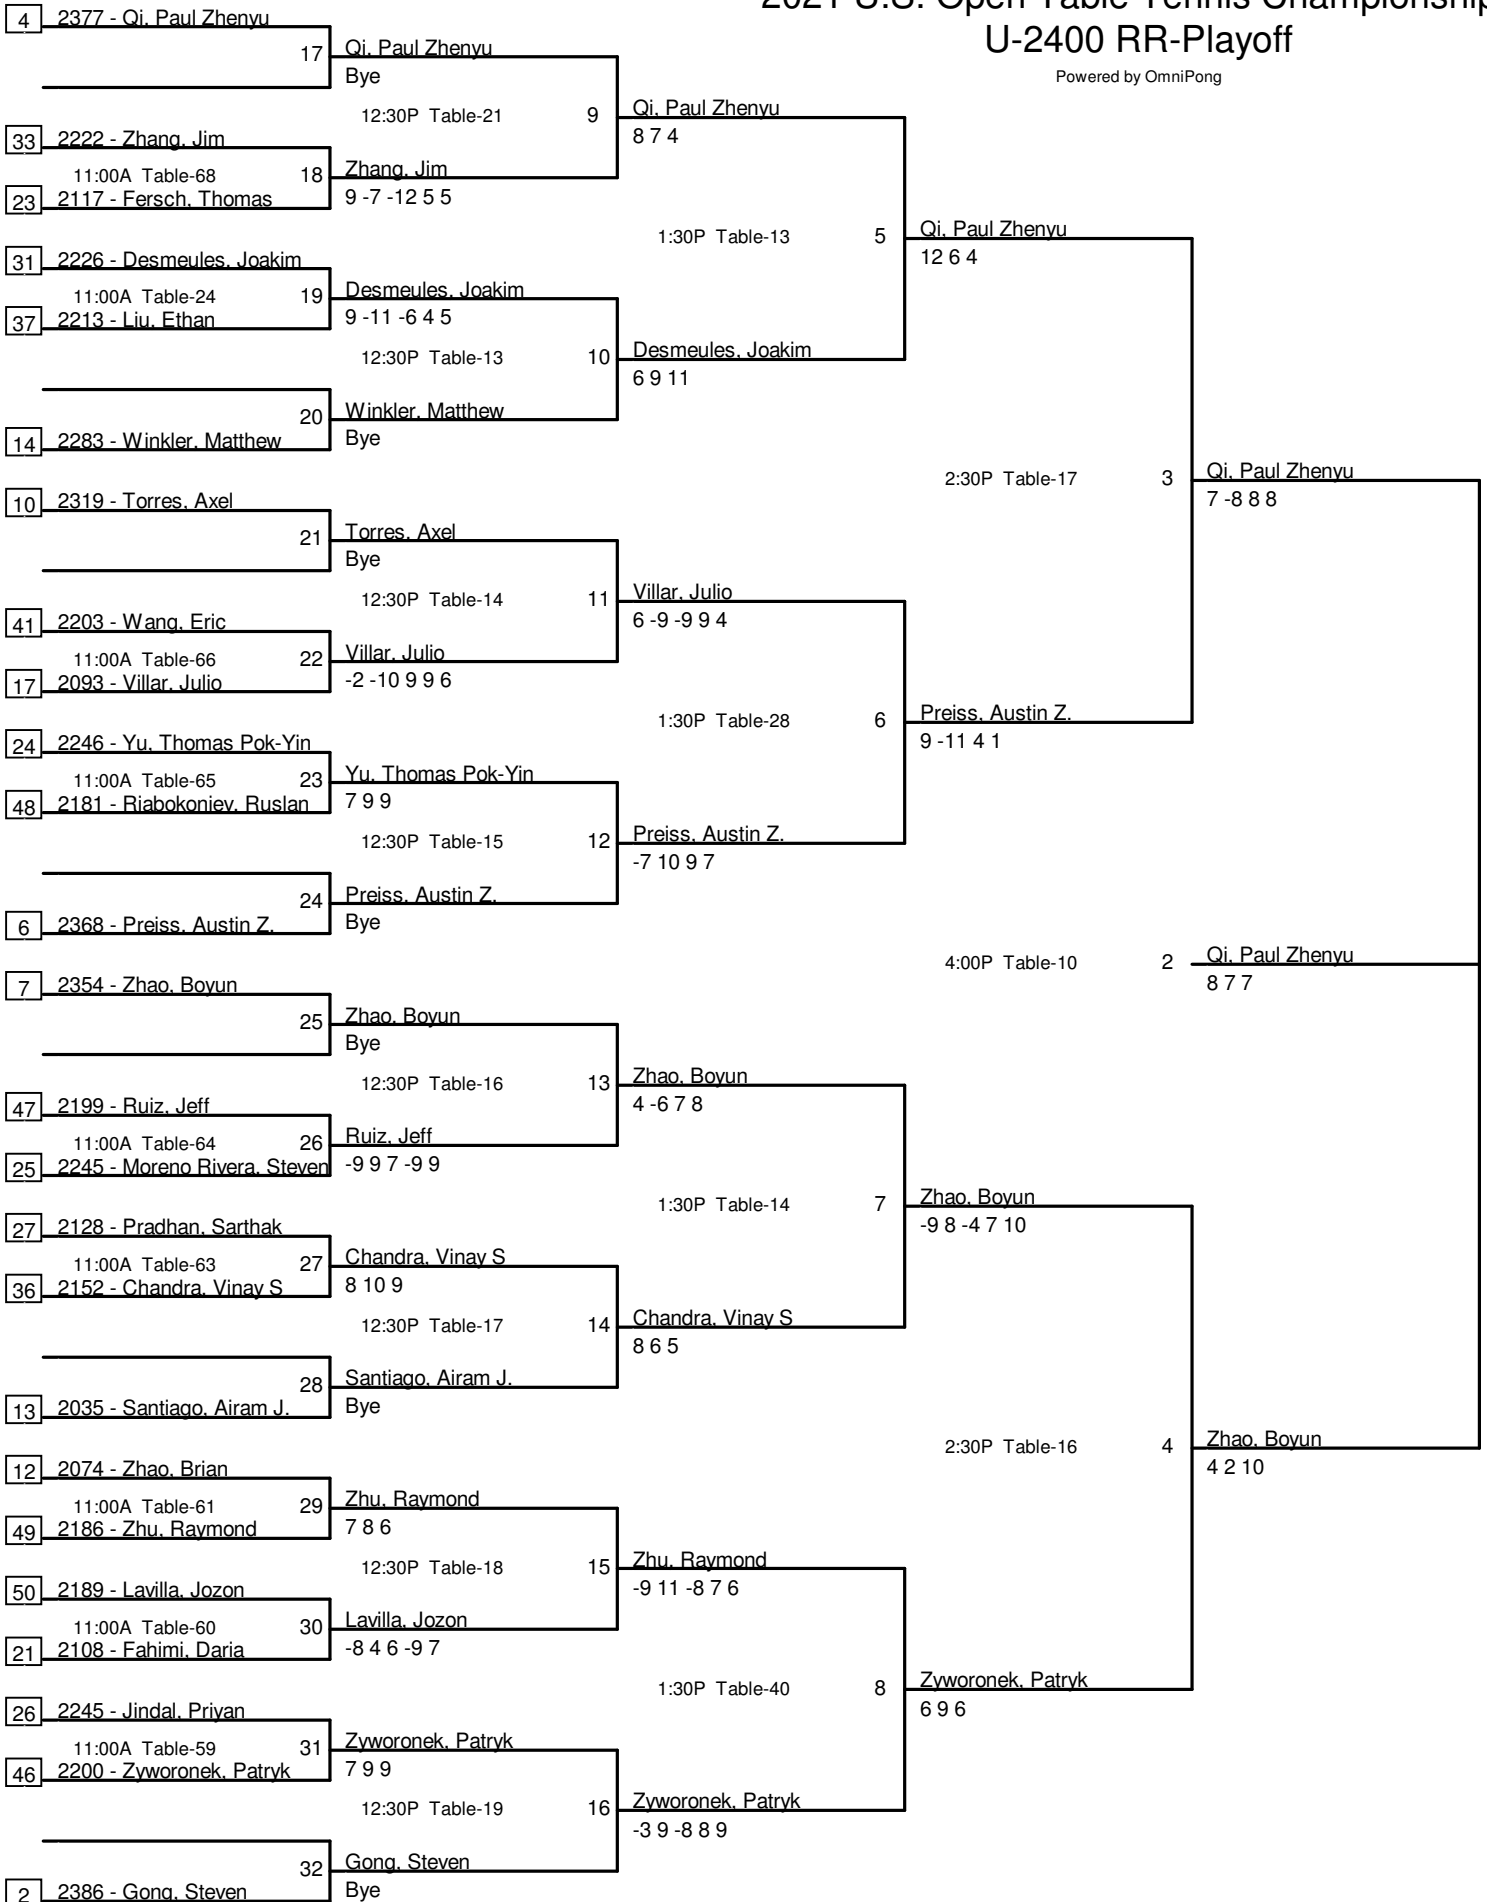 2021 U.S. Open Table Tennis Championship
U-2400 RR-Playoff
Powered by OmniPong
4 2377 - Qi, Paul Zhenyu
17 Qi, Paul Zhenyu
Bye
12:30P Table-21 9 Qi, Paul Zhenyu
8 7 4
33 2222 - Zhang, Jim
11:00A Table-68 18 Zhang, Jim
23 2117 - Fersch, Thomas 9 -7 -12 5 5
1:30P Table-13 5 Qi, Paul Zhenyu
12 6 4
31 2226 - Desmeules, Joakim
11:00A Table-24 19 Desmeules, Joakim
37 2213 - Liu, Ethan 9 -11 -6 4 5
12:30P Table-13 10 Desmeules, Joakim
6 9 11
20 Winkler, Matthew
14 2283 - Winkler, Matthew Bye
2:30P Table-17 3 Qi, Paul Zhenyu
7 -8 8 8
10 2319 - Torres, Axel
21 Torres, Axel
Bye
12:30P Table-14 11 Villar, Julio
6 -9 -9 9 4
41 2203 - Wang, Eric
11:00A Table-66 22 Villar, Julio
17 2093 - Villar, Julio -2 -10 9 9 6
1:30P Table-28 6 Preiss, Austin Z.
9 -11 4 1
24 2246 - Yu, Thomas Pok-Yin
11:00A Table-65 23 Yu, Thomas Pok-Yin
48 2181 - Riabokoniev, Ruslan 7 9 9
12:30P Table-15 12 Preiss, Austin Z.
-7 10 9 7
24 Preiss, Austin Z.
6 2368 - Preiss, Austin Z. Bye
4:00P Table-10 2 Qi, Paul Zhenyu
8 7 7
7 2354 - Zhao, Boyun
25 Zhao, Boyun
Bye
12:30P Table-16 13 Zhao, Boyun
4 -6 7 8
47 2199 - Ruiz, Jeff
11:00A Table-64 26 Ruiz, Jeff
25 2245 - Moreno Rivera, Steven -9 9 7 -9 9
1:30P Table-14 7 Zhao, Boyun
-9 8 -4 7 10
27 2128 - Pradhan, Sarthak
11:00A Table-63 27 Chandra, Vinay S
36 2152 - Chandra, Vinay S 8 10 9
12:30P Table-17 14 Chandra, Vinay S
8 6 5
28 Santiago, Airam J.
13 2035 - Santiago, Airam J. Bye
2:30P Table-16 4 Zhao, Boyun
4 2 10
12 2074 - Zhao, Brian
11:00A Table-61 29 Zhu, Raymond
49 2186 - Zhu, Raymond 7 8 6
12:30P Table-18 15 Zhu, Raymond
-9 11 -8 7 6
50 2189 - Lavilla, Jozon
11:00A Table-60 30 Lavilla, Jozon
21 2108 - Fahimi, Daria -8 4 6 -9 7
1:30P Table-40 8 Zyworonek, Patryk
6 9 6
26 2245 - Jindal, Priyan
11:00A Table-59 31 Zyworonek, Patryk
46 2200 - Zyworonek, Patryk 7 9 9
12:30P Table-19 16 Zyworonek, Patryk
-3 9 -8 8 9
32 Gong, Steven
2 2386 - Gong, Steven Bye